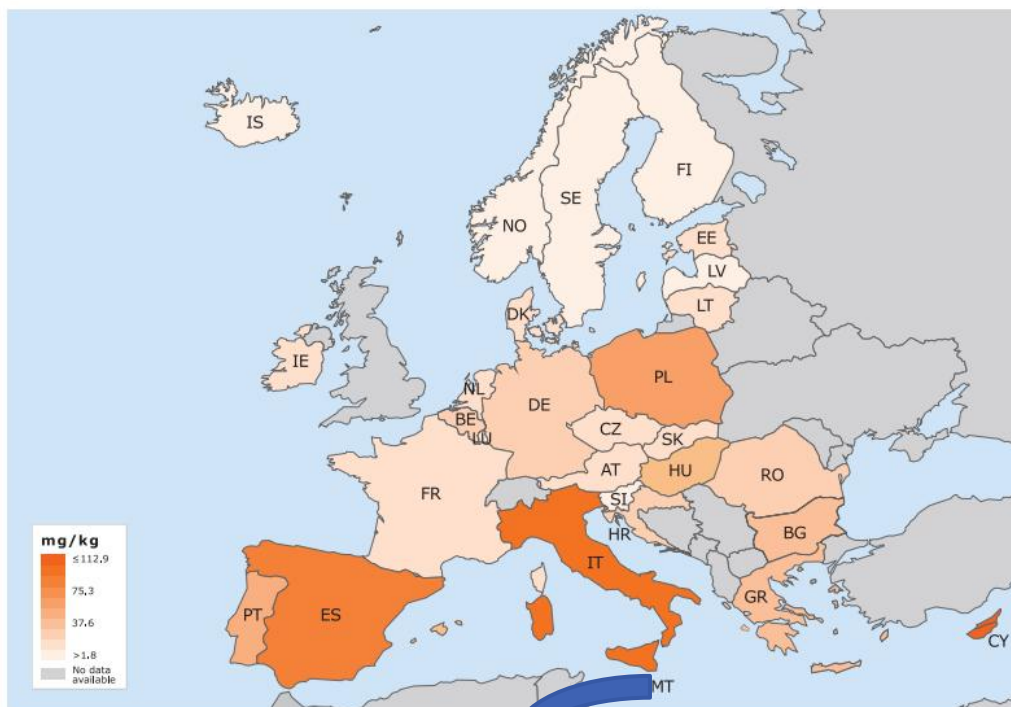 IS
FI
SE
NO
EE
LV
LT
DK
IE
PL
NL
DE
BE
LU
CZ
SK
AT
HU
FR
RO
SI
HR
BG
IT
PT
ES
GR
CY
MT
mg/kg
≤112.9
75,3
37.6
>1.8
No data
available